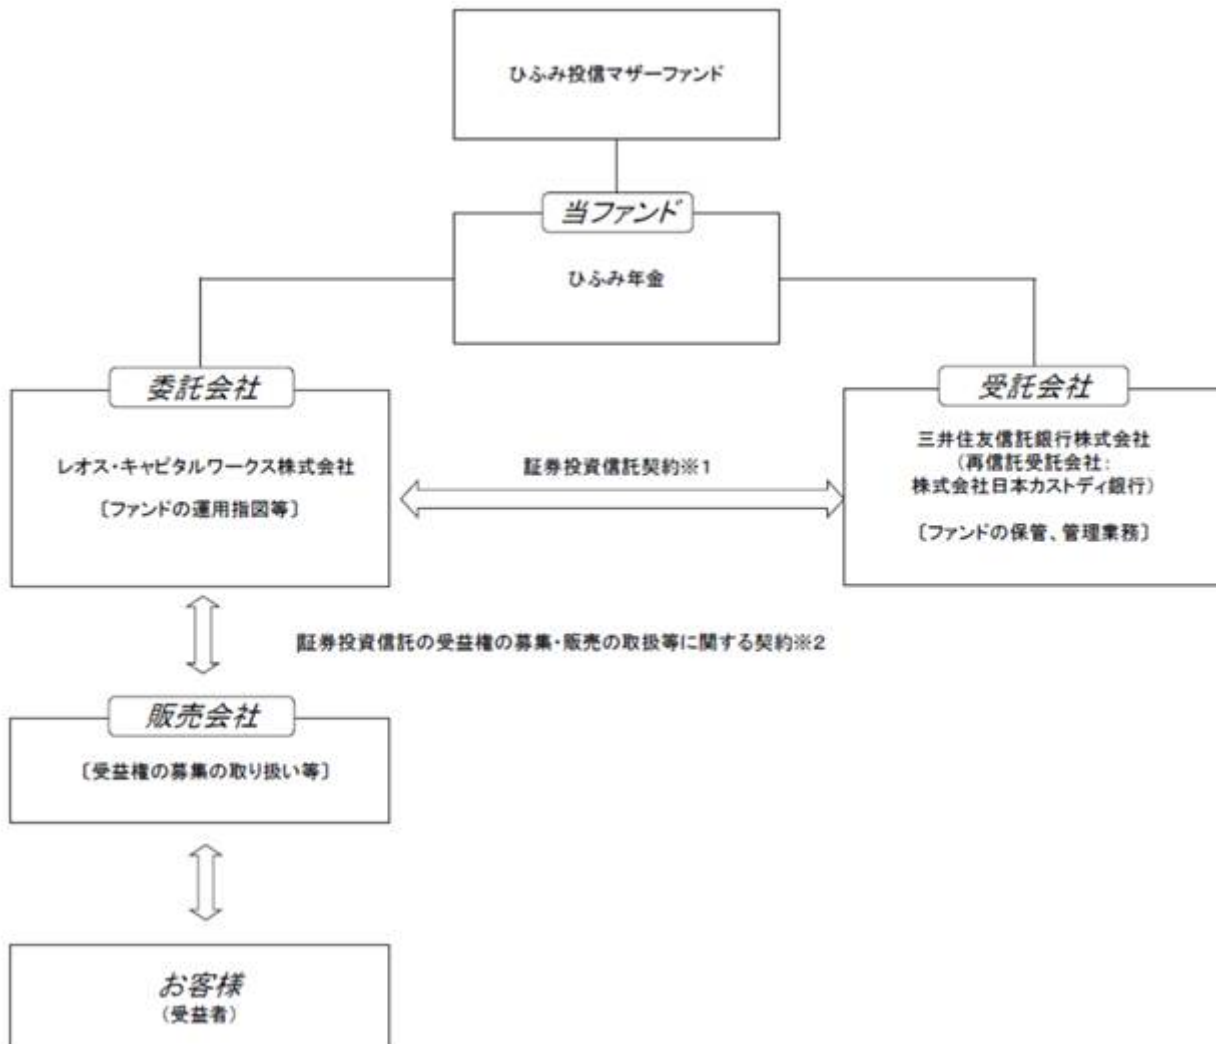 ひふみ投信マザーファンド
当ファンド
ひふみ年金
委託会社
レオス・キャピタルワークス株式会社
〔ファンドの運用指図等〕
証券投資信託契約※1
受託会社
三井住友信託銀行株式会社
（再信託受託会社：
株式会社日本カストディ銀行）
〔ファンドの保管、管理業務〕
証券投資信託の受益権の募集・販売の取扱等に関する契約※2
販売会社
〔受益権の募集の取り扱い等〕
お客様
（受益者）